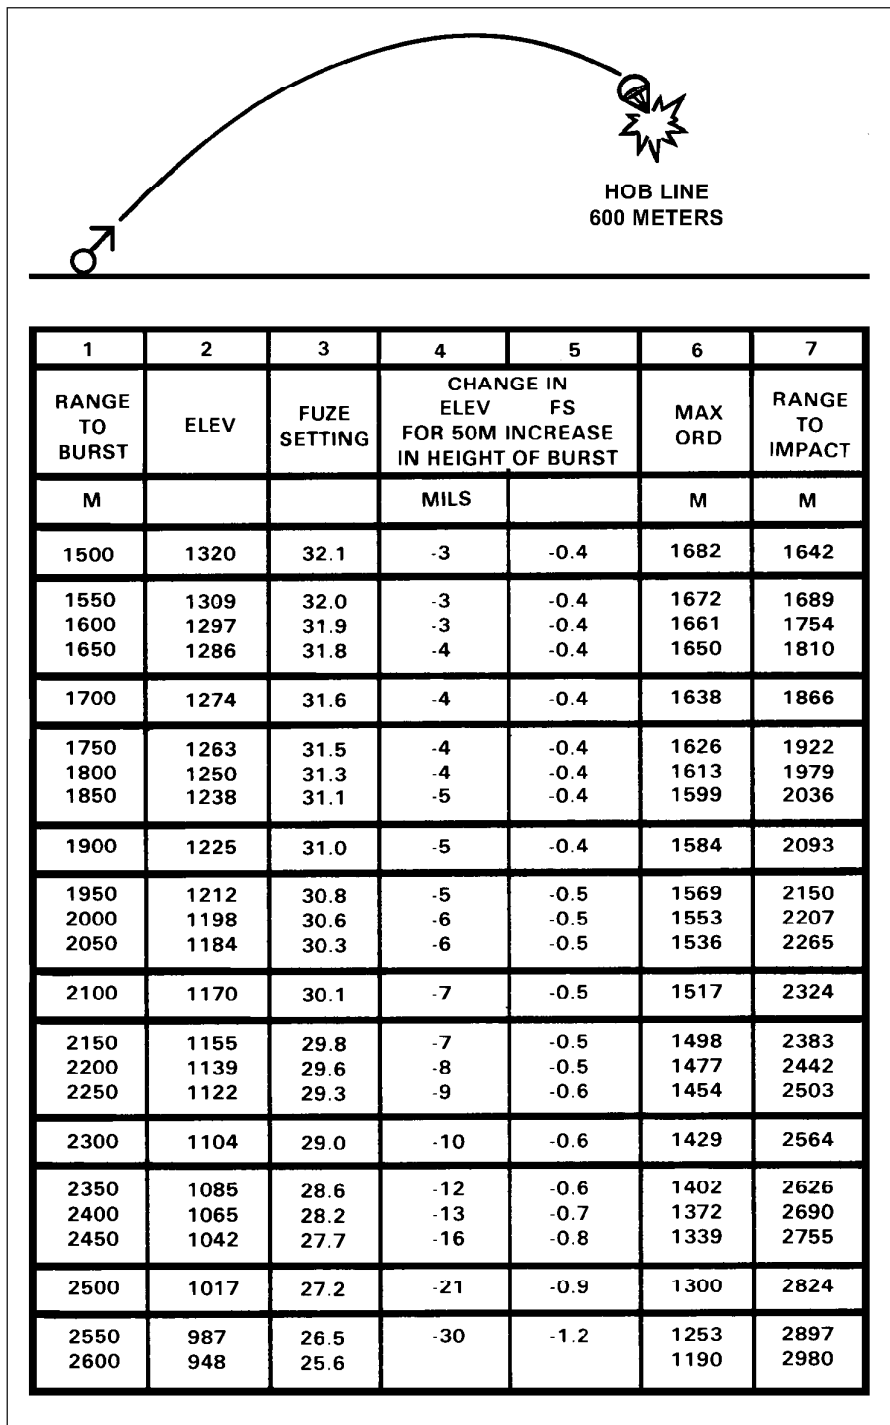 HOB LINE
600 METERS
1 2 3 4 5 6 7
RANGE TO BURST ELEV FUZE SETTING CHANGE IN ELEV FS FOR 50M INCREASE IN HEIGHT OF BURST MAX ORD RANGE TO IMPACT
M MILS M M
1500 1320 32.1 -3 -0.4 1682 1642
1550 1309 32.0 -3 -0.4 1672 1689
1600 1297 31.9 -3 -0.4 1661 1754
1650 1286 31.8 -4 -0.4 1650 1810
1700 1274 31.6 -4 -0.4 1638 1866
1750 1263 31.5 -4 -0.4 1626 1922
1800 1250 31.3 -4 -0.4 1613 1979
1850 1238 31.1 -5 -0.4 1599 2036
1900 1225 31.0 -5 -0.4 1584 2093
1950 1212 30.8 -5 -0.5 1569 2150
2000 1198 30.6 -6 -0.5 1553 2207
2050 1184 30.3 -6 -0.5 1536 2265
2100 1170 30.1 -7 -0.5 1517 2324
2150 1155 29.8 -7 -0.5 1498 2383
2200 1139 29.6 -8 -0.5 1477 2442
2250 1122 29.3 -9 -0.6 1454 2503
2300 1104 29.0 -10 -0.6 1429 2564
2350 1085 28.6 -12 -0.6 1402 2626
2400 1065 28.2 -13 -0.7 1372 2690
2450 1042 27.7 -16 -0.8 1339 2755
2500 1017 27.2 -21 -0.9 1300 2824
2550 987 26.5 -30 -1.2 1253 2897
2600 948 25.6 1190 2980